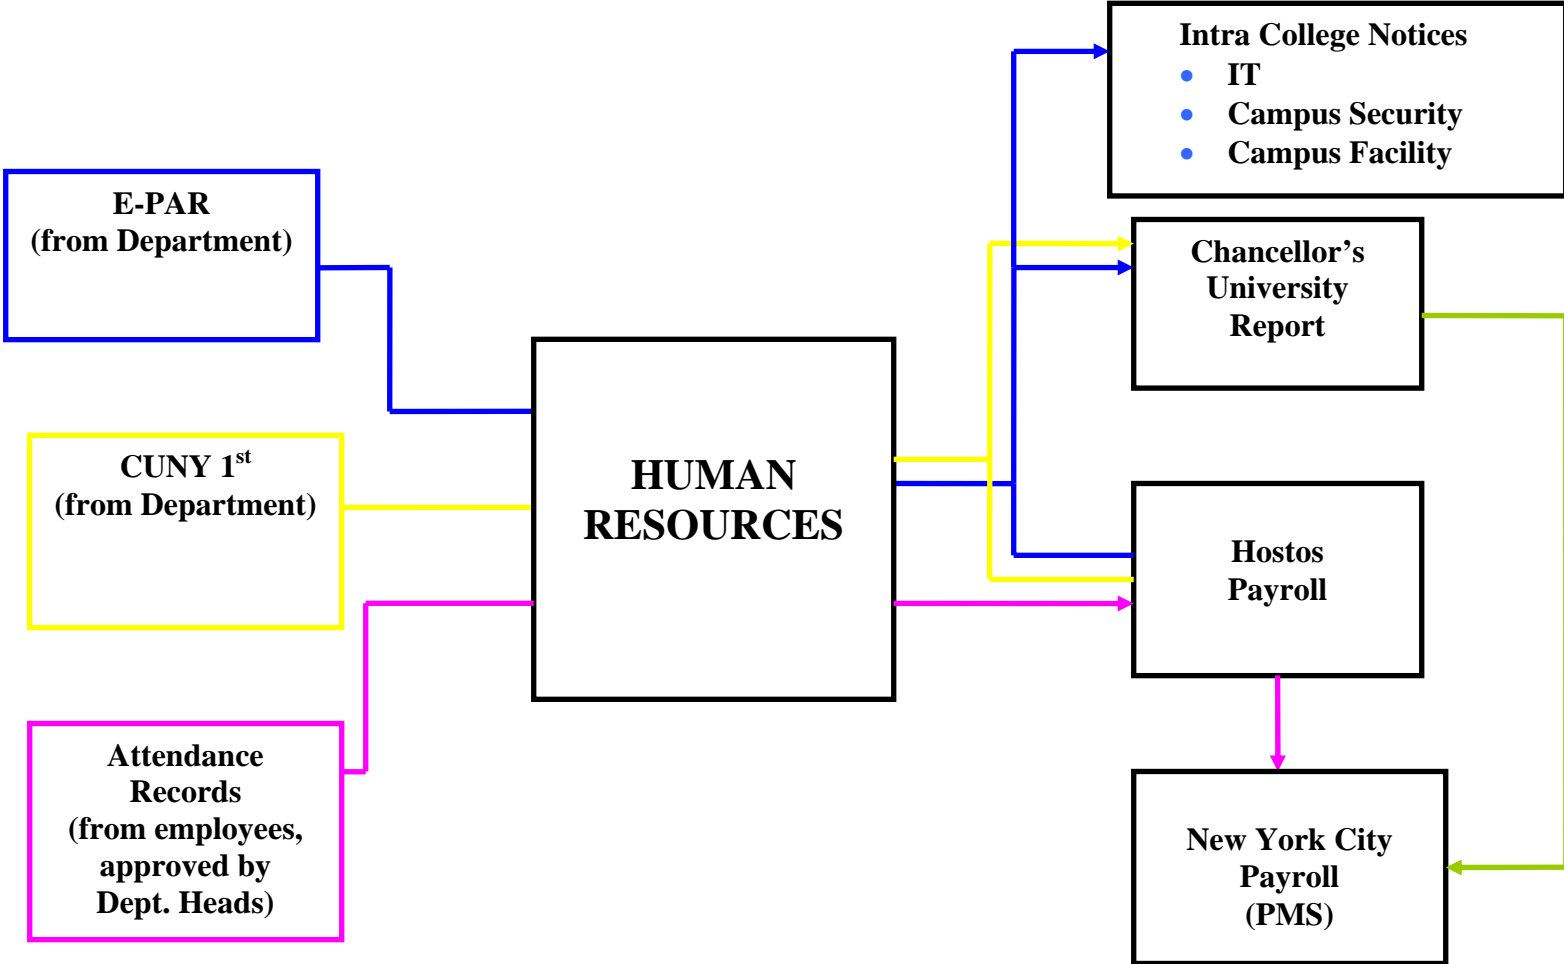 E-PAR
(from Department)
CUNY 1st
(from Department)
Attendance
Records
(from employees,
approved by
Dept. Heads)
HUMAN
RESOURCES
Intra College Notices
• IT
• Campus Security
• Campus Facility
Chancellor’s
University
Report
Hostos
Payroll
New York City
Payroll
(PMS)